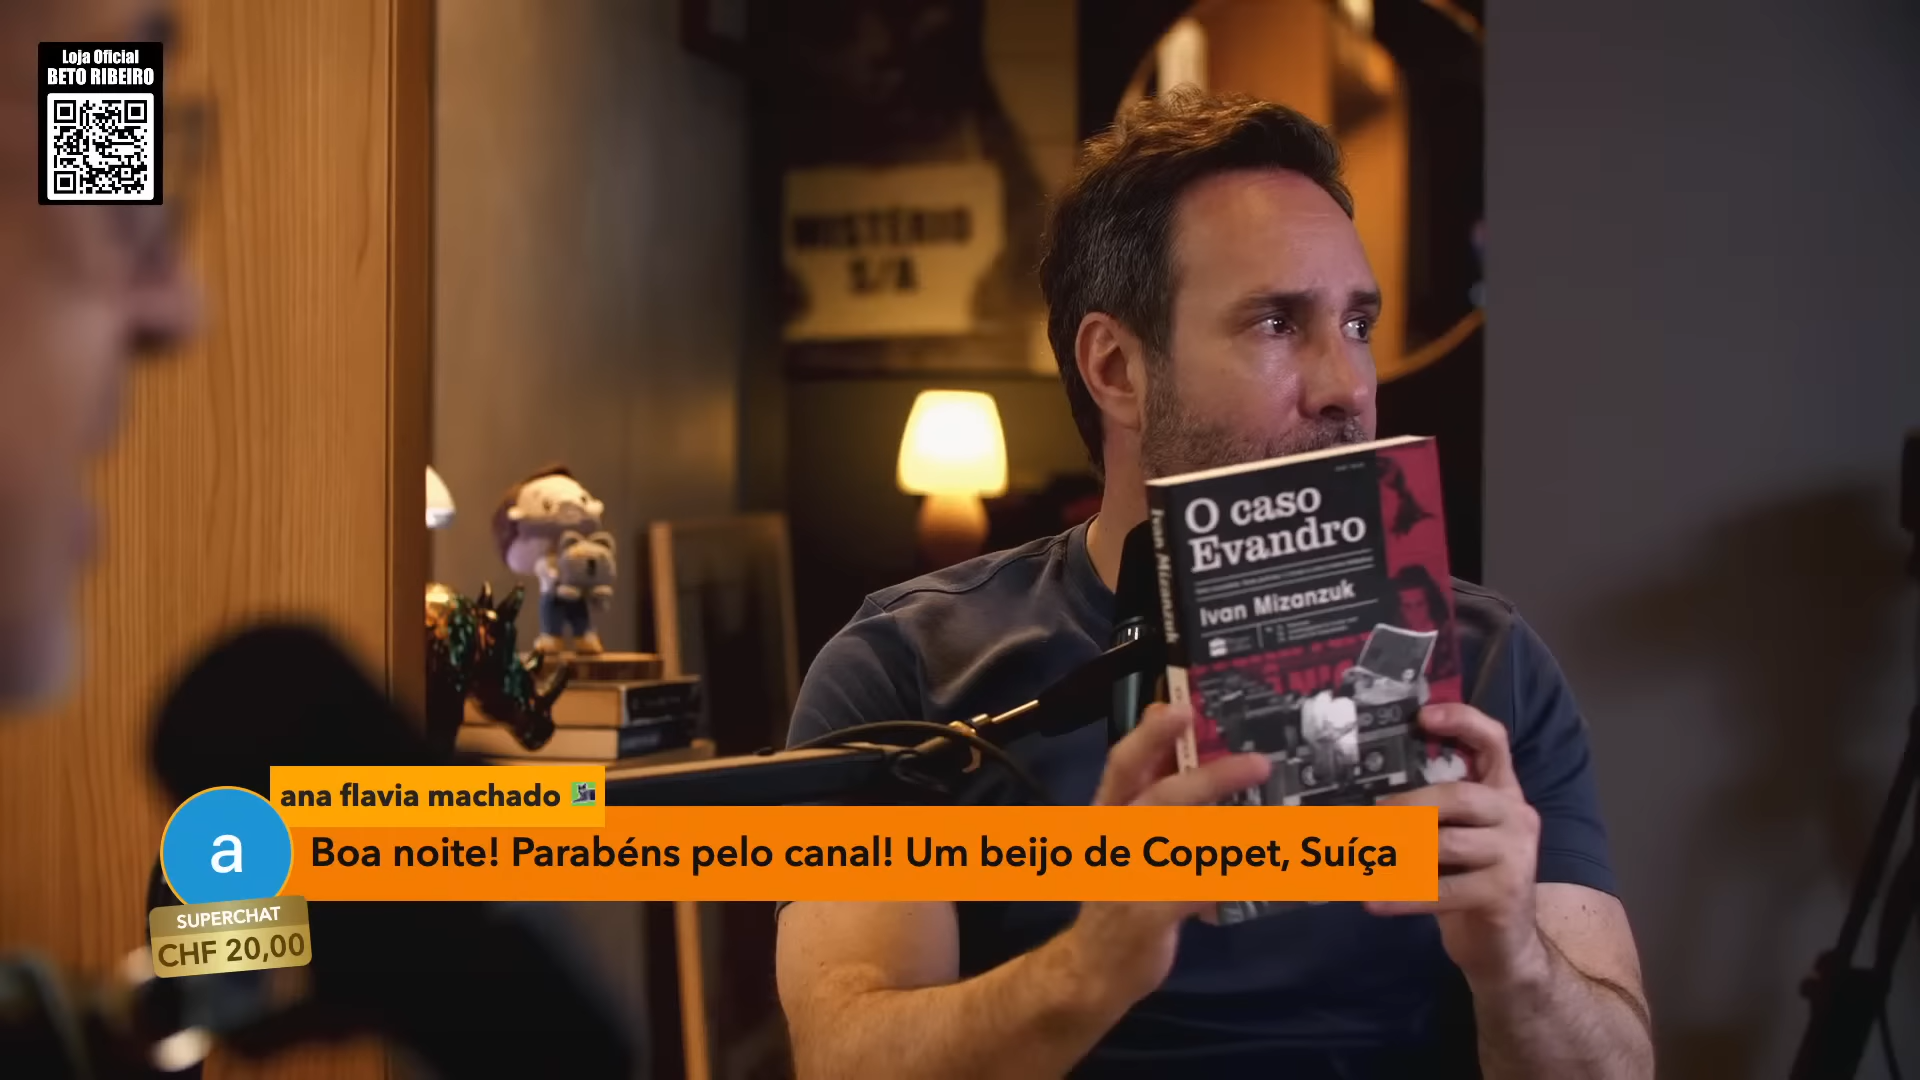 Loja Oficial
BETO RIBEIRO
MISTÉRIO
S/A
O caso
Evandro
Ivan Mizanzuk
Ivan Mizanzuk
ana flavia machado
a
Boa noite! Parabéns pelo canal! Um beijo de Coppet, Suíça
SUPERCHAT
CHF 20,00